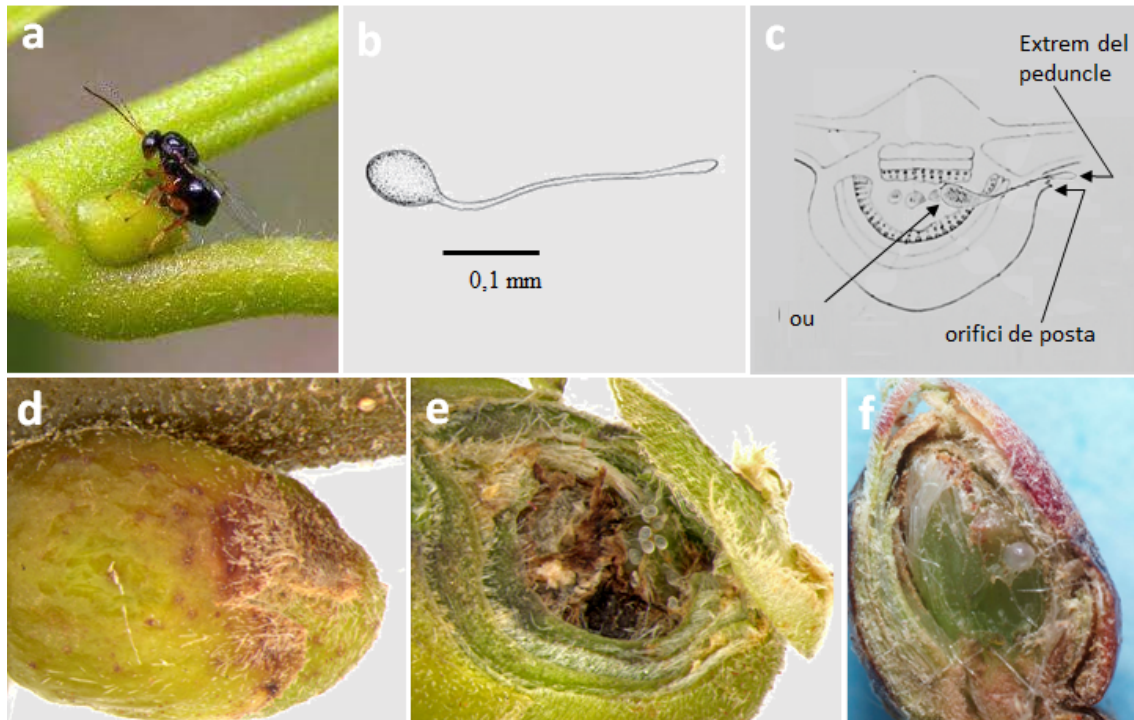 a
b
c
Extrem del
peduncle
0,1 mm
ou
orifici de posta
d
e
f